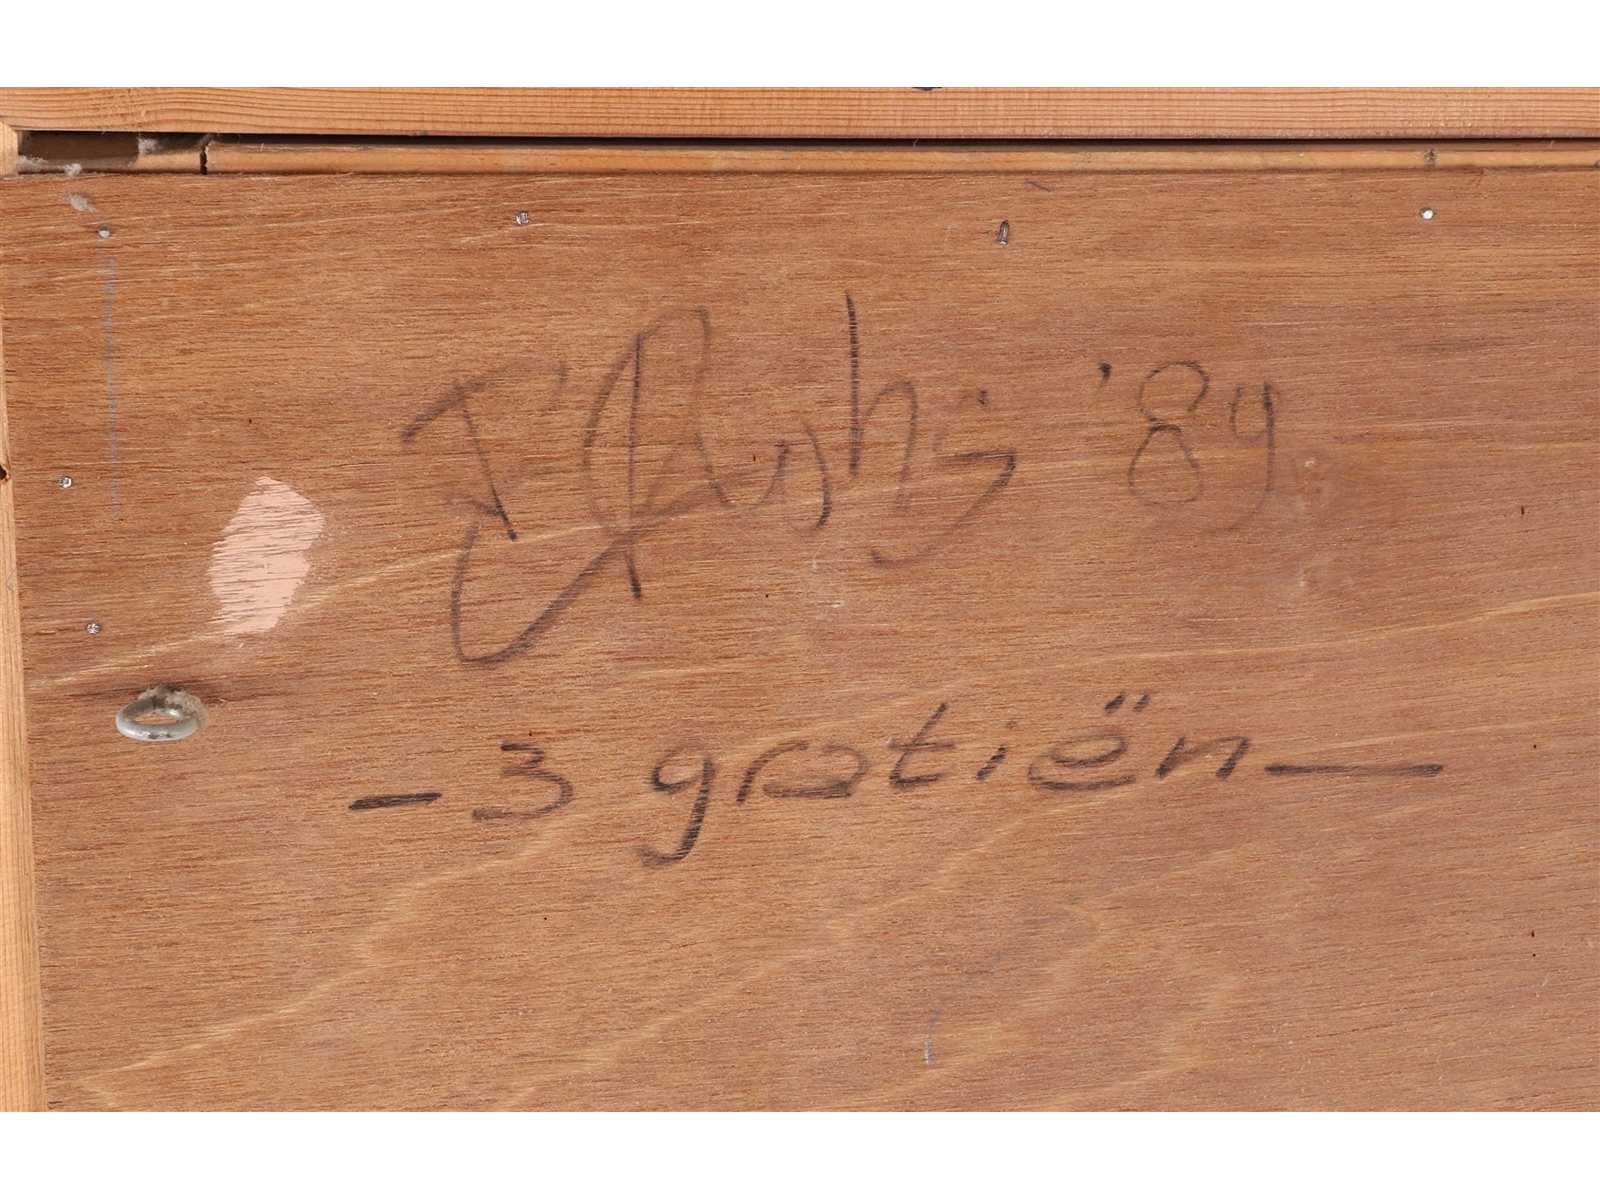 '89
- 3 gratiën -